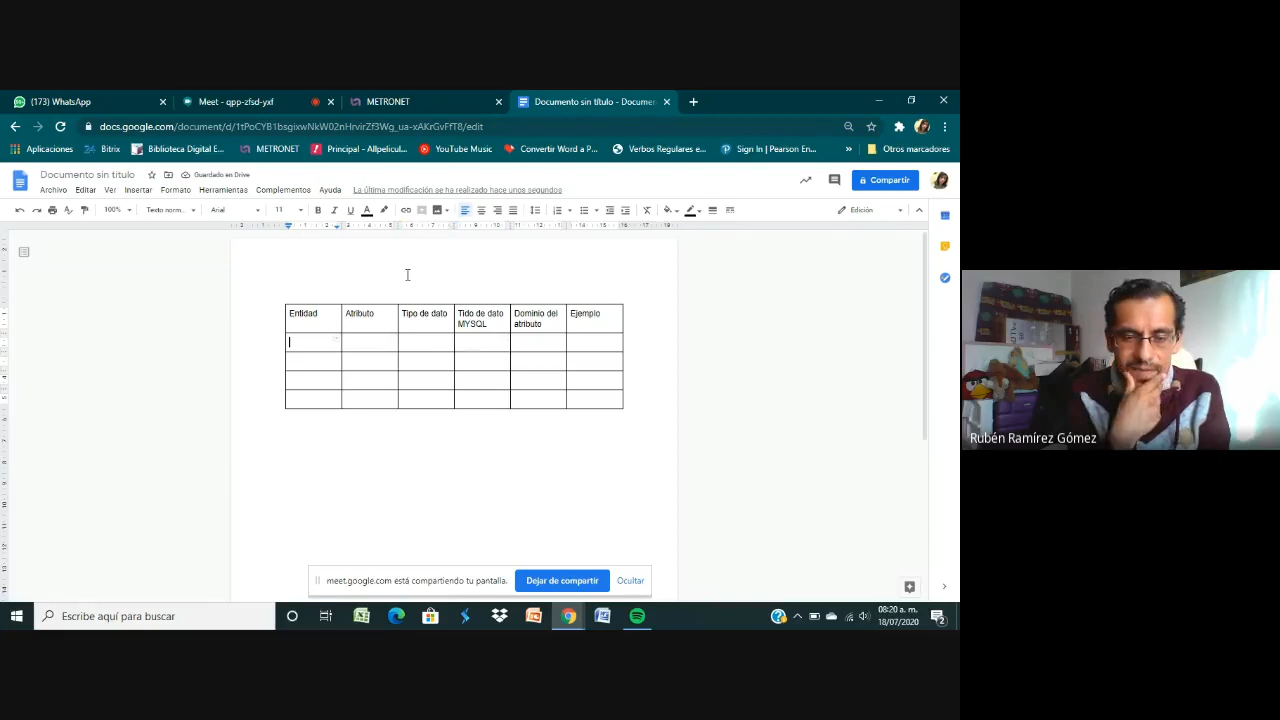 (173) WhatsApp
Meet - qpp-zfsd-yxf
METRONET
Documento sin título - Documen
docs.google.com/document/d/1tPoCYB1bsgixwNkW02nHrvirZf3Wg_ua-xAKrGvFfT8/edit
Aplicaciones
Bitrix
Biblioteca Digital E...
METRONET
Principal - Allpelicul...
YouTube Music
Convertir Word a P...
Verbos Regulares e...
Sign In | Pearson En...
»
Otros marcadores
Documento sin título
Guardado en Drive
Archivo Editar Ver Insertar Formato Herramientas Complementos Ayuda
La última modificación se ha realizado hace unos segundos
Compartir
100% Texto norm... Arial 11 B I U A
Edición
Entidad Atributo Tipo de dato Tido de dato MYSQL Dominio del atributo Ejemplo
meet.google.com está compartiendo tu pantalla.
Dejar de compartir
Ocultar
Rubén Ramírez Gómez
Escribe aquí para buscar
08:20 a. m.
18/07/2020
2